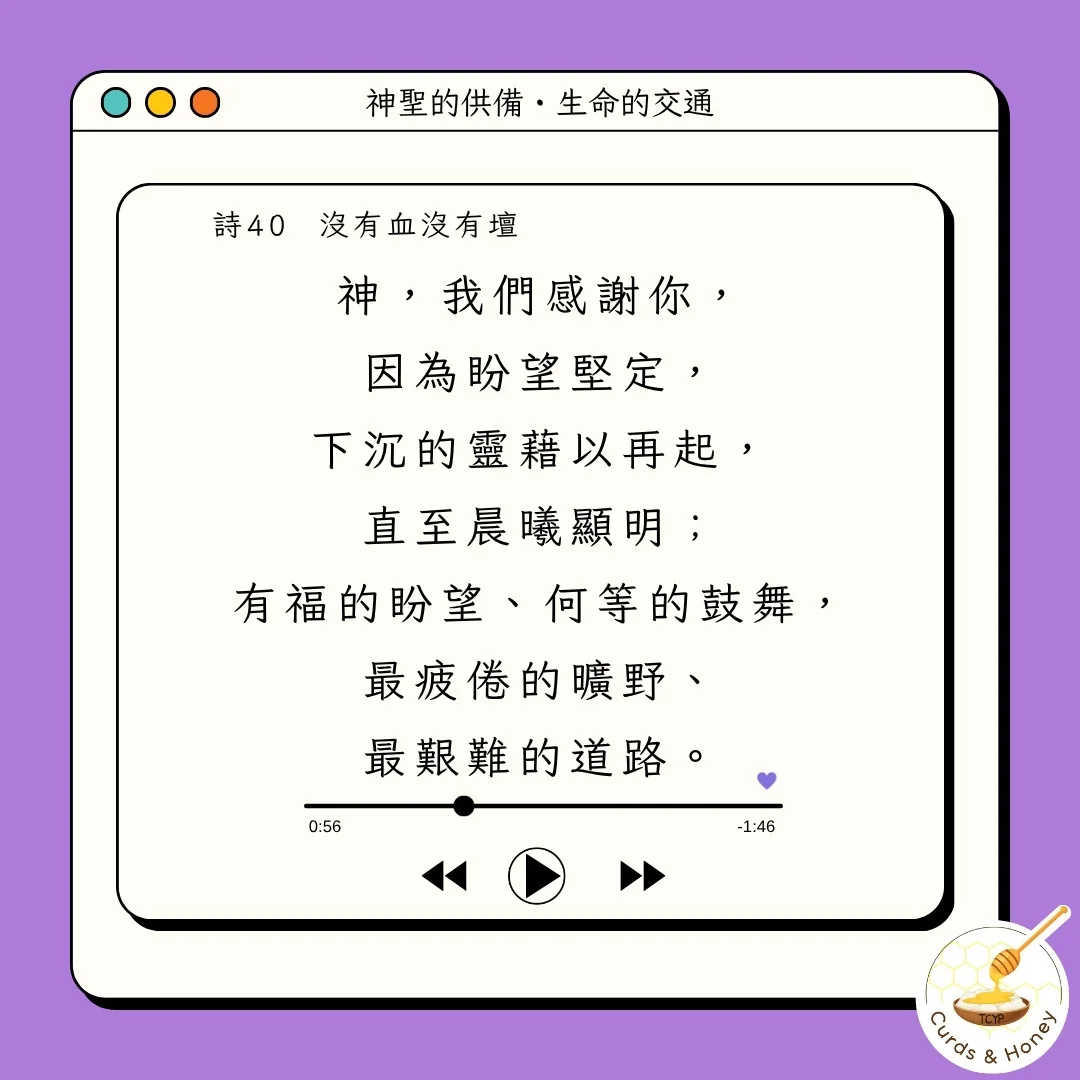 神聖的供備・生命的交通
詩40 沒有血沒有壇
神，我們感謝你，
因為盼望堅定，
下沉的靈藉以再起，
直至晨曦顯明；
有福的盼望、何等的鼓舞，
最疲倦的曠野、
最艱難的道路。
0:56
-1:46
TCYP
Curds & Honey